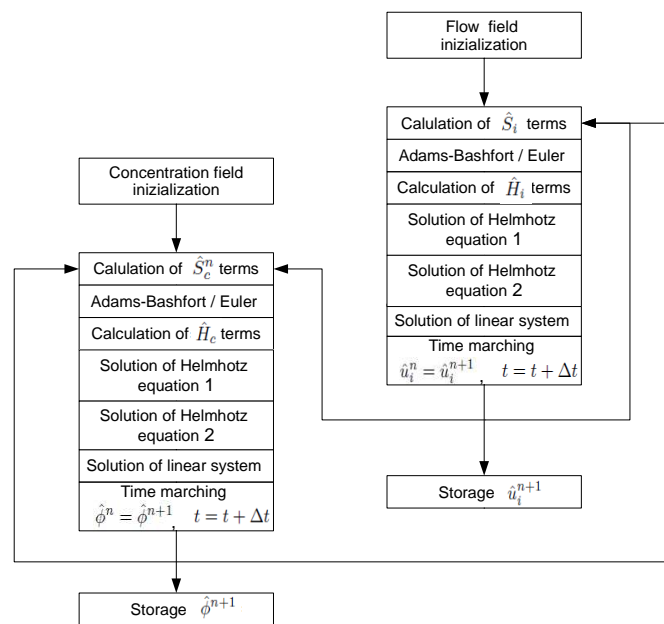 Flow field
inizialization
Calulation of Ŝ_i terms
Adams-Bashfort / Euler
Calculation of Ĥ_i terms
Solution of Helmhotz
equation 1
Solution of Helmhotz
equation 2
Solution of linear system
Time marching
û_i^n = û_i^{n+1} , t = t + Δt
Storage û_i^{n+1}
Concentration field
inizialization
Calulation of Ŝ_c^n terms
Adams-Bashfort / Euler
Calculation of Ĥ_c terms
Solution of Helmhotz
equation 1
Solution of Helmhotz
equation 2
Solution of linear system
Time marching
ϕ̂^n = ϕ̂^{n+1} , t = t + Δt
Storage ϕ̂^{n+1}